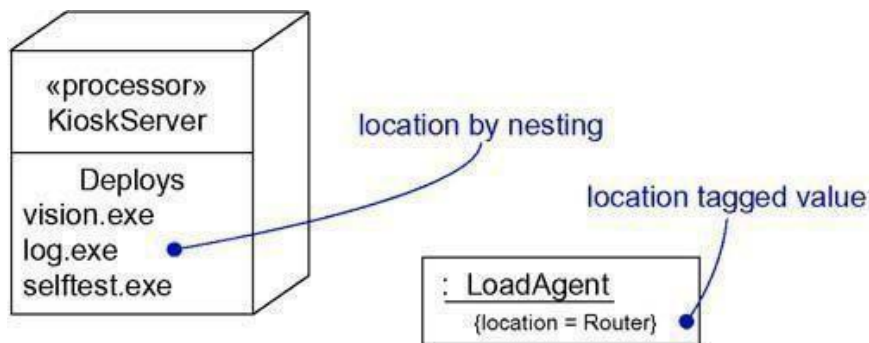 «processor»
KioskServer
Deploys
vision.exe
log.exe
selftest.exe
location by nesting
location tagged value
: LoadAgent
{location = Router}